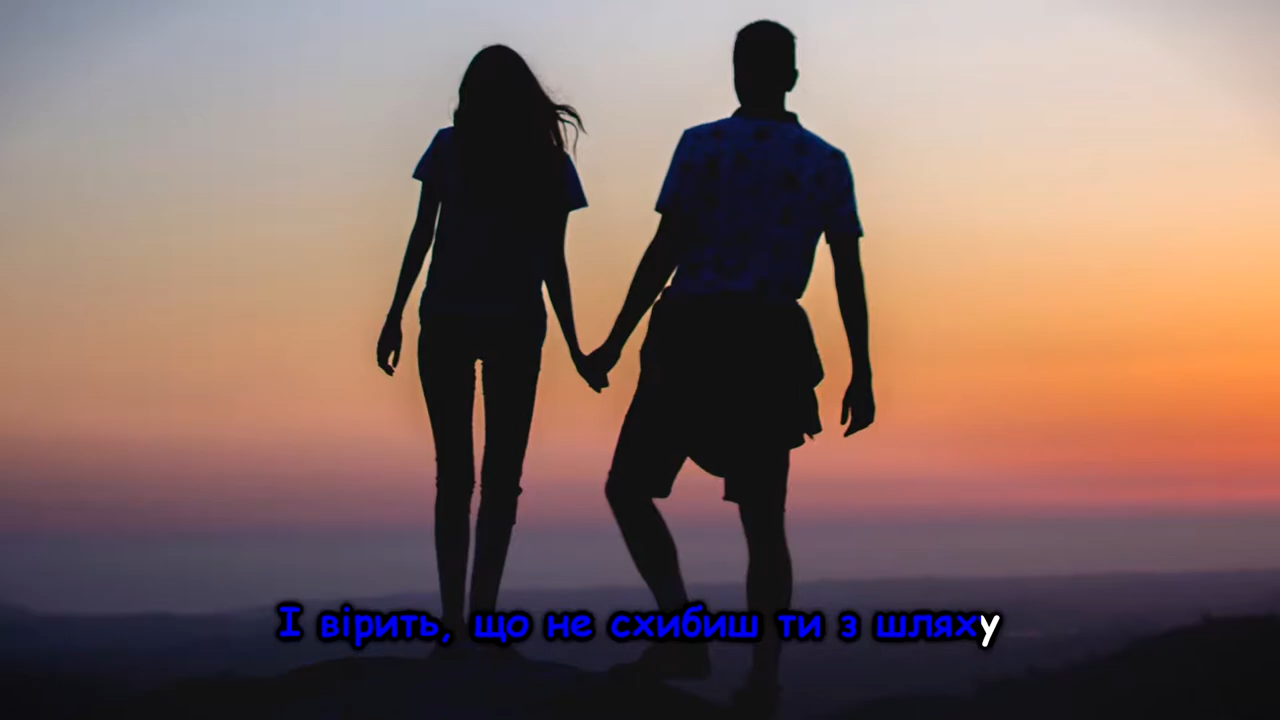 І вірить, що не схибиш ти з шляху